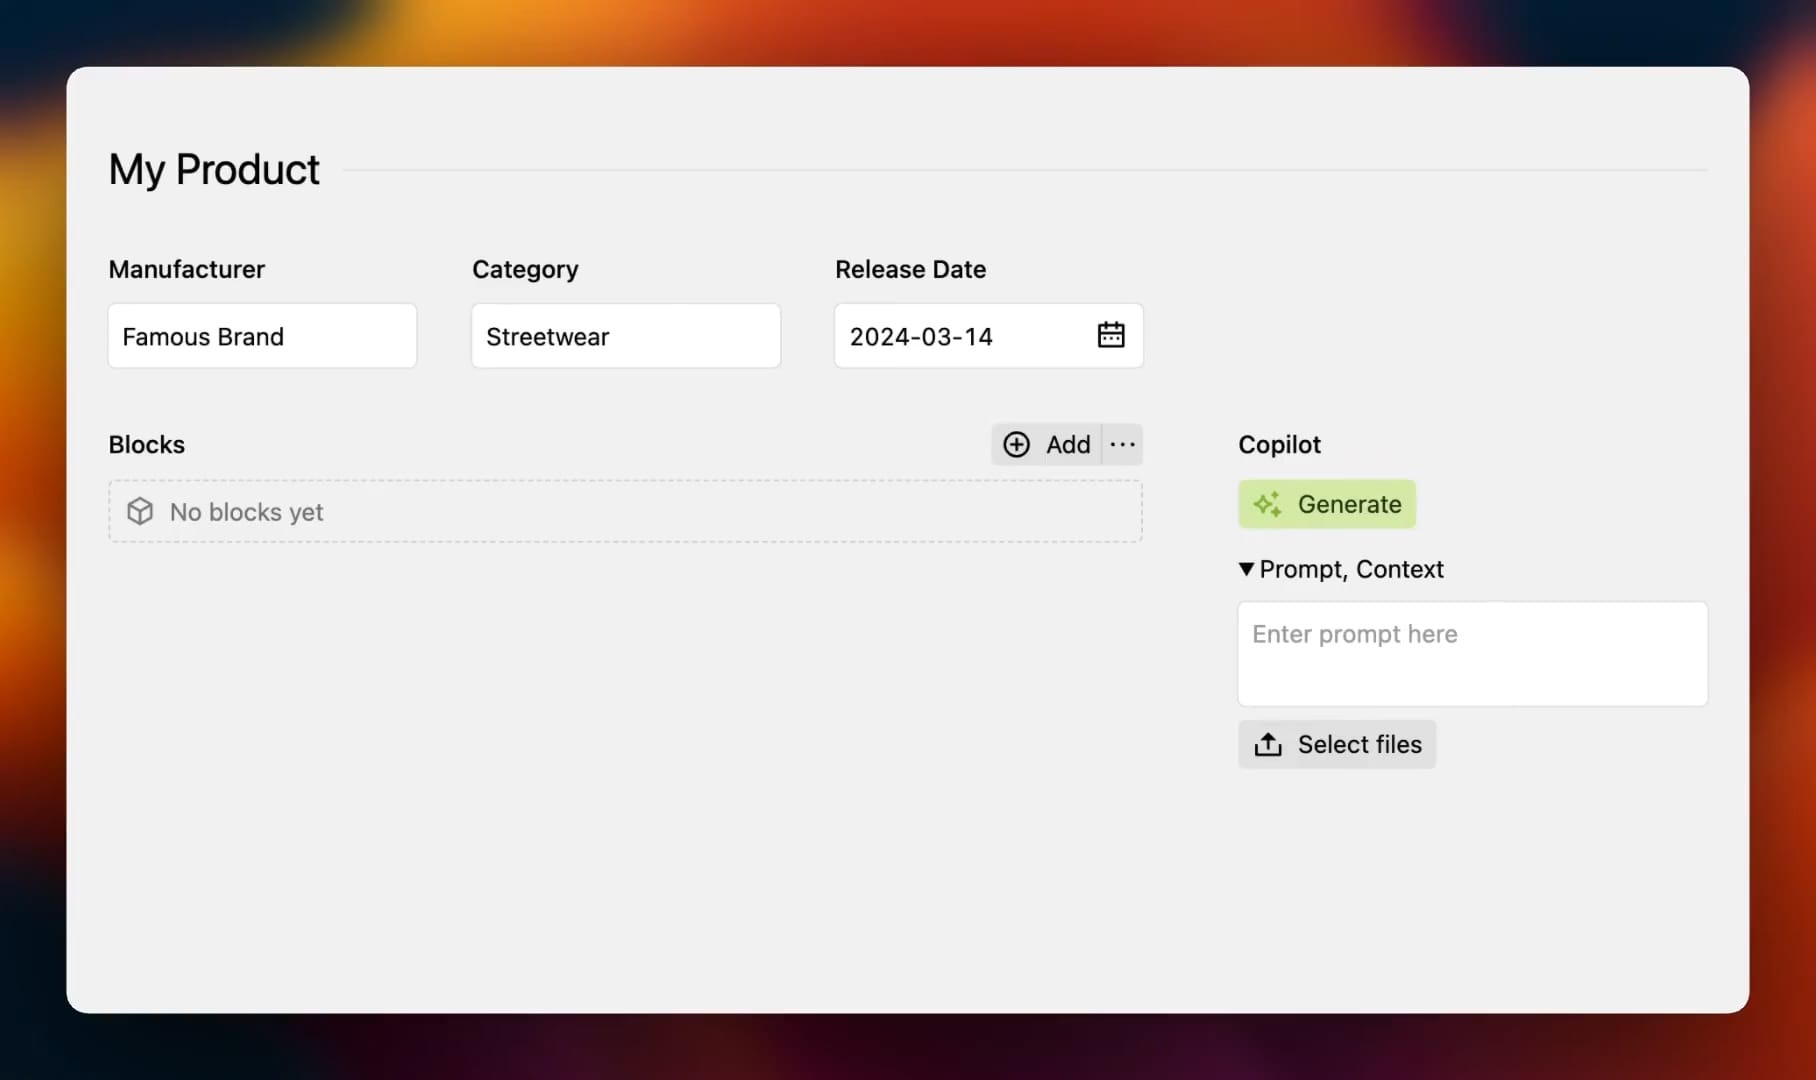 My Product
Manufacturer
Category
Release Date
Famous Brand
Streetwear
2024-03-14
Blocks
Add
Copilot
No blocks yet
Generate
Prompt, Context
Enter prompt here
Select files